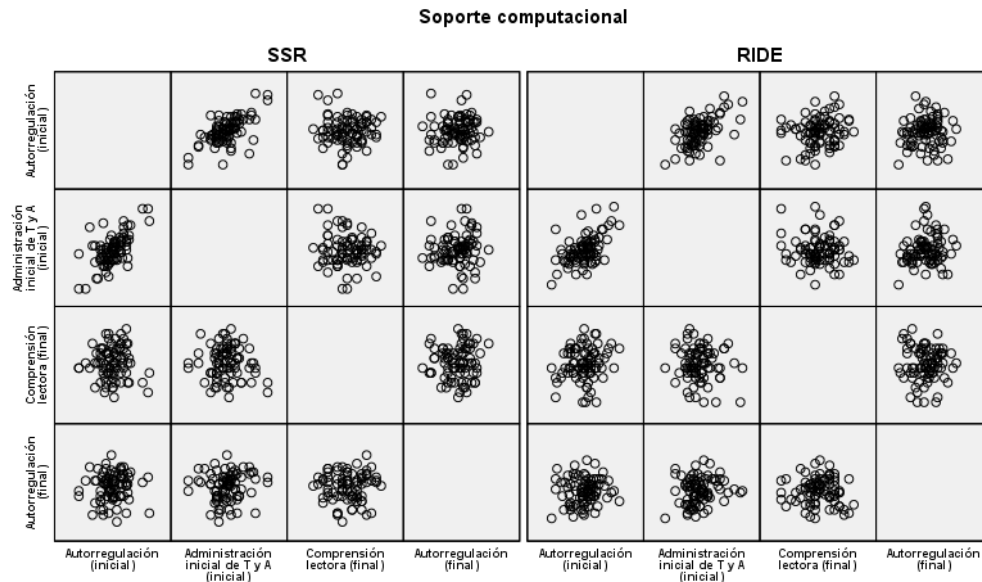 Soporte computacional
SSR
RIDE
Autorregulación
(inicial)
Administración
inicial de T y A
(inicial)
Comprensión
lectora (final)
Autorregulación
(final)
Autorregulación
(inicial)
Administración
inicial de T y A
(inicial)
Comprensión
lectora (final)
Autorregulación
(final)
Autorregulación
(inicial)
Administración
inicial de T y A
(inicial)
Comprensión
lectora (final)
Autorregulación
(final)